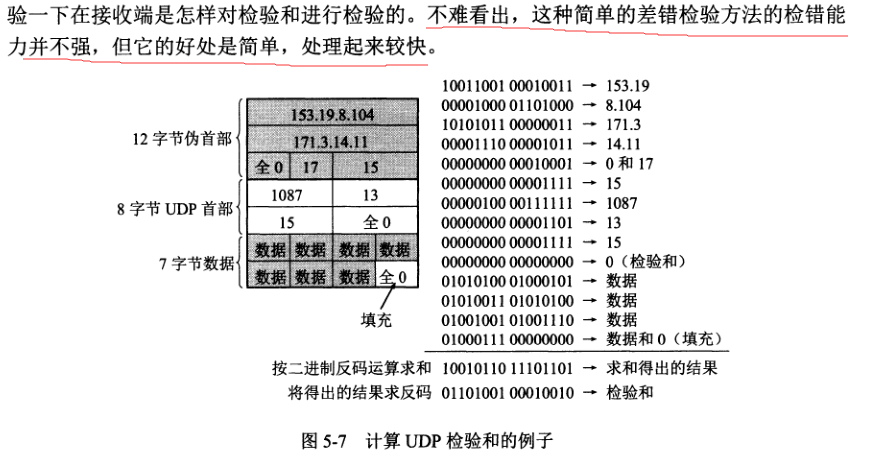 验一下在接收端是怎样对检验和进行检验的。不难看出，这种简单的差错检验方法的检错能
力并不强，但它的好处是简单，处理起来较快。
12 字节伪首部
153.19.8.104
171.3.14.11
全 0 17 15
8 字节 UDP 首部
1087 13
15 全 0
7 字节数据
数据 数据 数据 数据
数据 数据 数据 全 0
填充
10011001 00010011 → 153.19
00001000 01101000 → 8.104
10101011 00000011 → 171.3
00001110 00001011 → 14.11
00000000 00010001 → 0 和 17
00000000 00001111 → 15
00000100 00111111 → 1087
00000000 00001101 → 13
00000000 00001111 → 15
00000000 00000000 → 0（检验和）
01010100 01000101 → 数据
01010011 01010100 → 数据
01001001 01001110 → 数据
01000111 00000000 → 数据和 0（填充）
按二进制反码运算求和 10010110 11101101 → 求和得出的结果
将得出的结果求反码 01101001 00010010 → 检验和
图 5-7 计算 UDP 检验和的例子